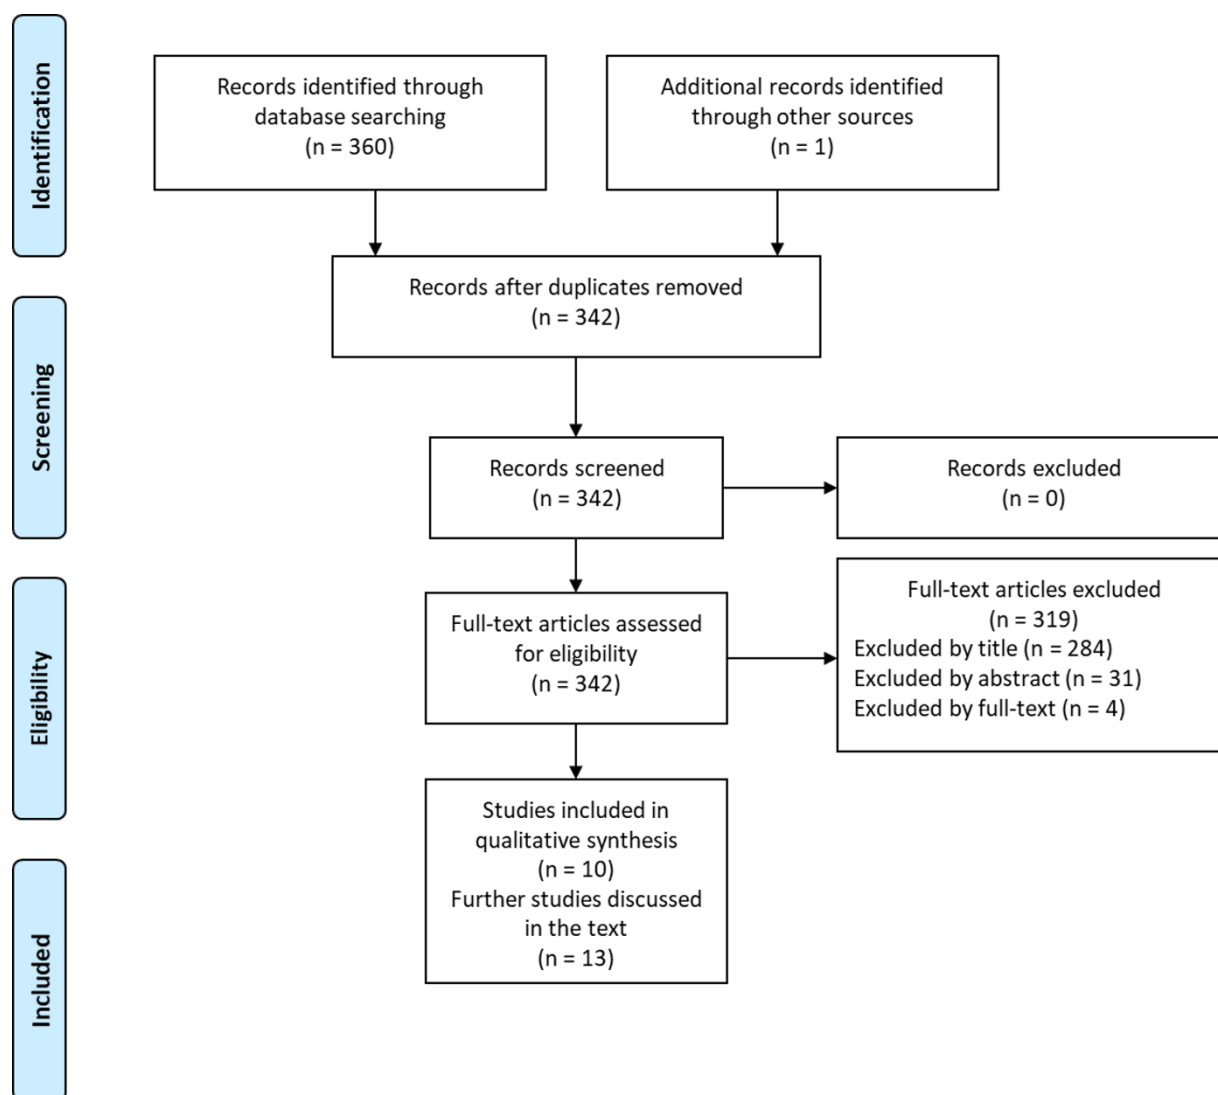 Identification
Records identified through
database searching
(n = 360)
Additional records identified
through other sources
(n = 1)
Records after duplicates removed
(n = 342)
Screening
Records screened
(n = 342)
Records excluded
(n = 0)
Eligibility
Full-text articles assessed
for eligibility
(n = 342)
Full-text articles excluded
(n = 319)
Excluded by title (n = 284)
Excluded by abstract (n = 31)
Excluded by full-text (n = 4)
Included
Studies included in
qualitative synthesis
(n = 10)
Further studies discussed
in the text
(n = 13)